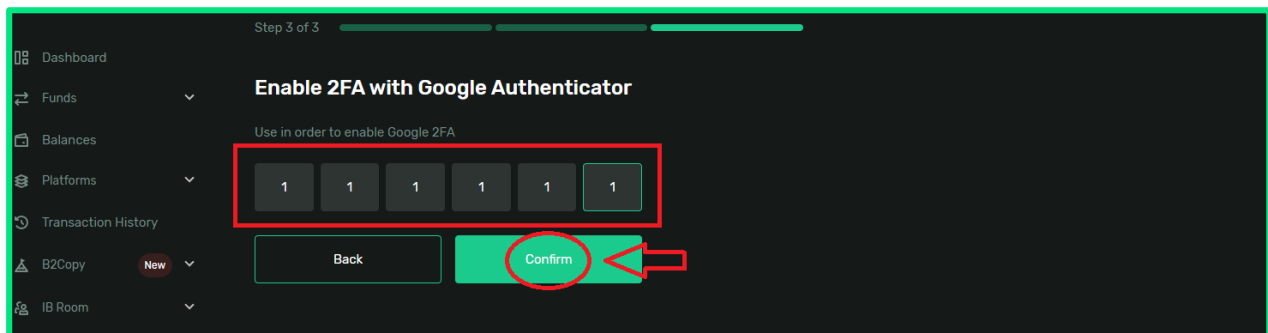 Step 3 of 3
Dashboard
Funds
Balances
Platforms
Transaction History
B2Copy New
IB Room
Enable 2FA with Google Authenticator
Use in order to enable Google 2FA
1 1 1 1 1 1
Back Confirm